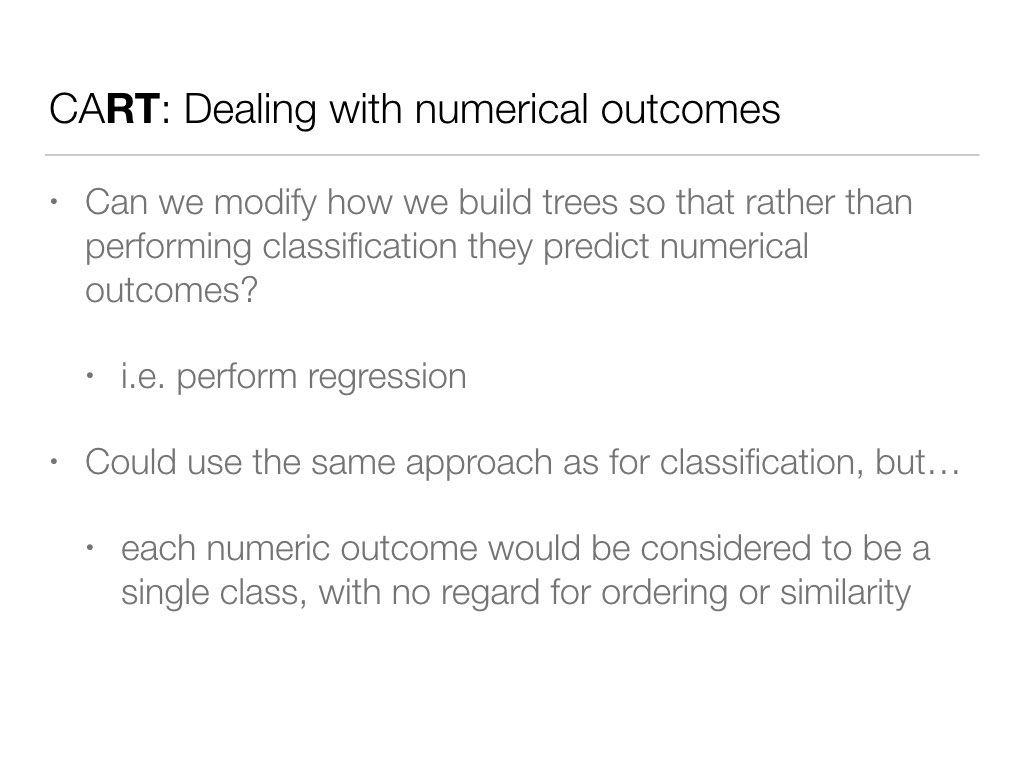 CART: Dealing with numerical outcomes
• Can we modify how we build trees so that rather than
performing classification they predict numerical
outcomes?
• i.e. perform regression
• Could use the same approach as for classification, but…
• each numeric outcome would be considered to be a
single class, with no regard for ordering or similarity